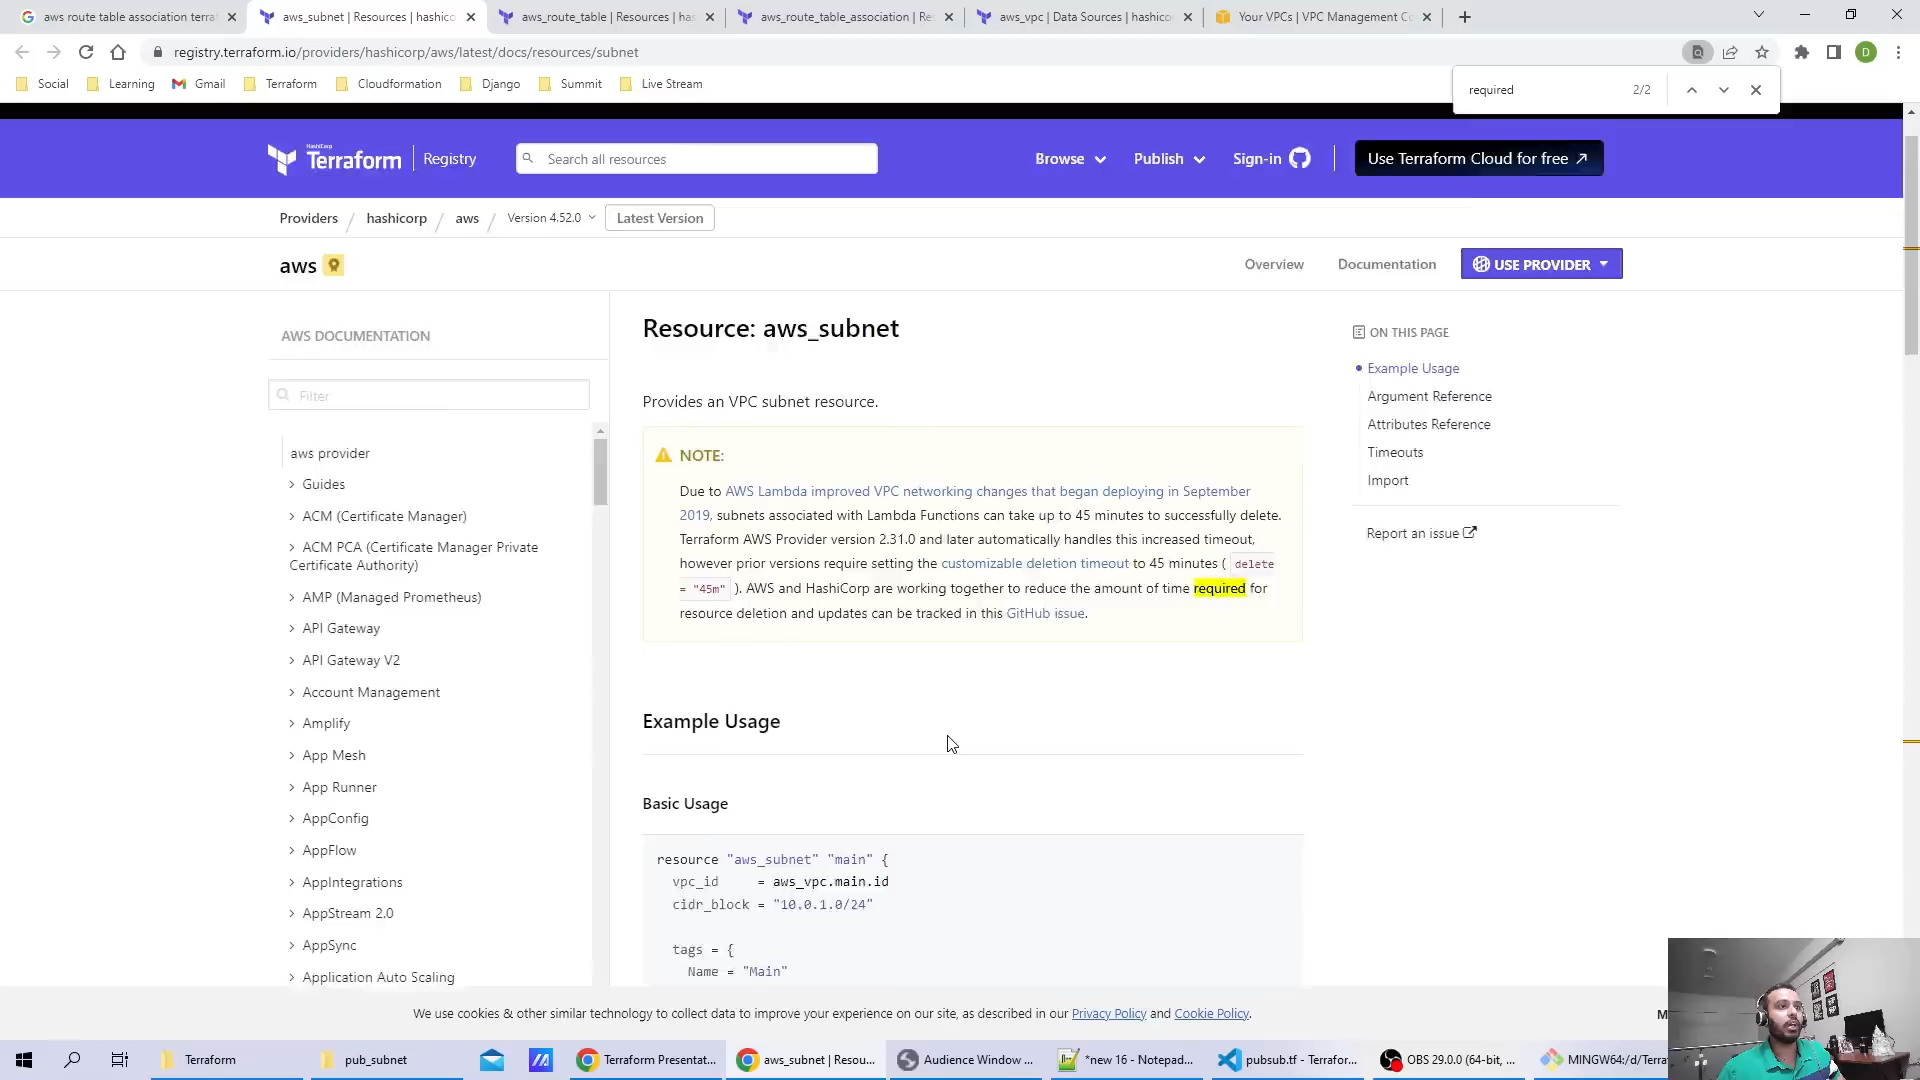 aws route table association terra
aws_subnet | Resources | hashico
aws_route_table | Resources | has
aws_route_table_association | Re
aws_vpc | Data Sources | hashico
Your VPCs | VPC Management Co
registry.terraform.io/providers/hashicorp/aws/latest/docs/resources/subnet
D
Social
Learning
Gmail
Terraform
Cloudformation
Django
Summit
Live Stream
required
2/2
HashiCorp
Terraform
Registry
Search all resources
Browse
Publish
Sign-in
Use Terraform Cloud for free
Providers / hashicorp / aws / Version 4.52.0
Latest Version
aws
Overview
Documentation
USE PROVIDER
AWS DOCUMENTATION
Filter
aws provider
Guides
ACM (Certificate Manager)
ACM PCA (Certificate Manager Private
Certificate Authority)
AMP (Managed Prometheus)
API Gateway
API Gateway V2
Account Management
Amplify
App Mesh
App Runner
AppConfig
AppFlow
AppIntegrations
AppStream 2.0
AppSync
Application Auto Scaling
Resource: aws_subnet
Provides an VPC subnet resource.
NOTE:
Due to AWS Lambda improved VPC networking changes that began deploying in September
2019, subnets associated with Lambda Functions can take up to 45 minutes to successfully delete.
Terraform AWS Provider version 2.31.0 and later automatically handles this increased timeout,
however prior versions require setting the customizable deletion timeout to 45 minutes ( delete
= "45m" ). AWS and HashiCorp are working together to reduce the amount of time required for
resource deletion and updates can be tracked in this GitHub issue.
Example Usage
Basic Usage
resource "aws_subnet" "main" {
vpc_id = aws_vpc.main.id
cidr_block = "10.0.1.0/24"
tags = {
Name = "Main"
ON THIS PAGE
Example Usage
Argument Reference
Attributes Reference
Timeouts
Import
Report an issue
We use cookies & other similar technology to collect data to improve your experience on our site, as described in our Privacy Policy and Cookie Policy.
M
Terraform
pub_subnet
Terraform Presentat...
aws_subnet | Resou...
Audience Window ...
*new 16 - Notepad...
pubsub.tf - Terrafor...
OBS 29.0.0 (64-bit, ...
MINGW64:/d/Terra